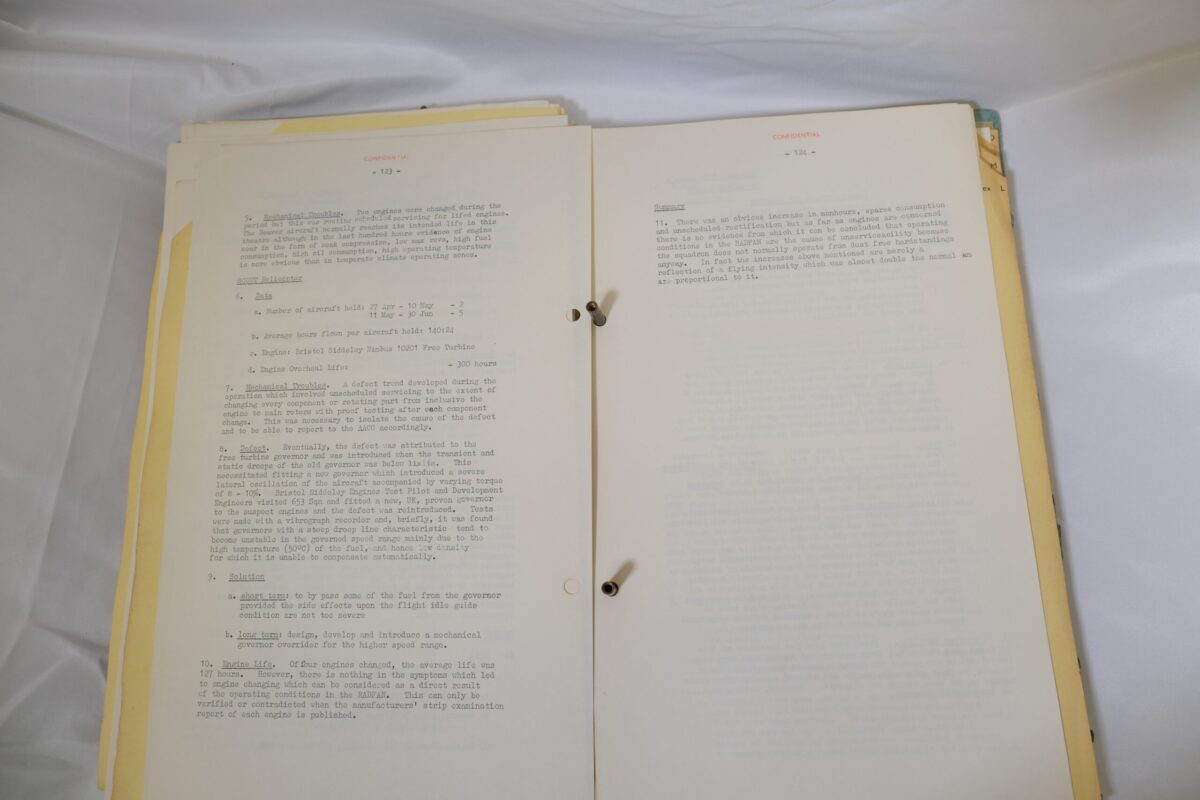 CONFIDENTIAL
- 123 -
5. Mechanical Troubles. Two engines were changed during the
period but this was routine scheduled servicing for lifed engines.
The Beaver aircraft normally reaches its intended life in this
theatre although in the last hundred hours evidence of engine
wear in the form of weak compression, low max revs, high fuel
consumption, high oil consumption, high operating temperature
is more obvious than in temperate climate operating zones.
SCOUT Helicopter
6. Data
a. Number of aircraft held: 27 Apr - 10 May - 2
11 May - 30 Jun - 5
b. Average hours flown per aircraft held: 140:24
c. Engine: Bristol Siddeley Nimbus 10201 Free Turbine
d. Engine Overhaul Life: - 300 hours
7. Mechanical Troubles. A defect trend developed during the
operation which involved unscheduled servicing to the extent of
changing every component or rotating part from inclusive the
engine to main rotors with proof testing after each component
change. This was necessary to isolate the cause of the defect
and to be able to report to the AACO accordingly.
8. Defect. Eventually, the defect was attributed to the
free turbine governor and was introduced when the transient and
static droops of the old governor was below limits. This
necessitated fitting a new governor which introduced a severe
lateral oscillation of the aircraft accompanied by varying torque
of 8 - 10%. Bristol Siddeley Engines Test Pilot and Development
Engineers visited 653 Sqn and fitted a new, UK, proven governor
to the suspect engines and the defect was reintroduced. Tests
were made with a vibrograph recorder and, briefly, it was found
that governors with a steep droop line characteristic tend to
become unstable in the governed speed range mainly due to the
high temperature (50ºC) of the fuel, and hence low density
for which it is unable to compensate automatically.
9. Solution
a. short term: to by pass some of the fuel from the governor
provided the side effects upon the flight idle guide
condition are not too severe
b. long term: design, develop and introduce a mechanical
governor overrider for the higher speed range.
10. Engine Life. Of four engines changed, the average life was
127 hours. However, there is nothing in the symptoms which led
to engine changing which can be considered as a direct result
of the operating conditions in the RADFAN. This can only be
verified or contradicted when the manufacturers' strip examination
report of each engine is published.
CONFIDENTIAL
- 124 -
Summary
11. There was an obvious increase in manhours, spares consumption
and unscheduled rectification but as far as engines are concerned
there is no evidence from which it can be concluded that operating
conditions in the RADFAN are the cause of unserviceability because
the squadron does not normally operate from dust free hardstandings
anyway. In fact the increases above mentioned are merely a
reflection of a flying intensity which was almost double the normal an
are proportional to it.
ex L